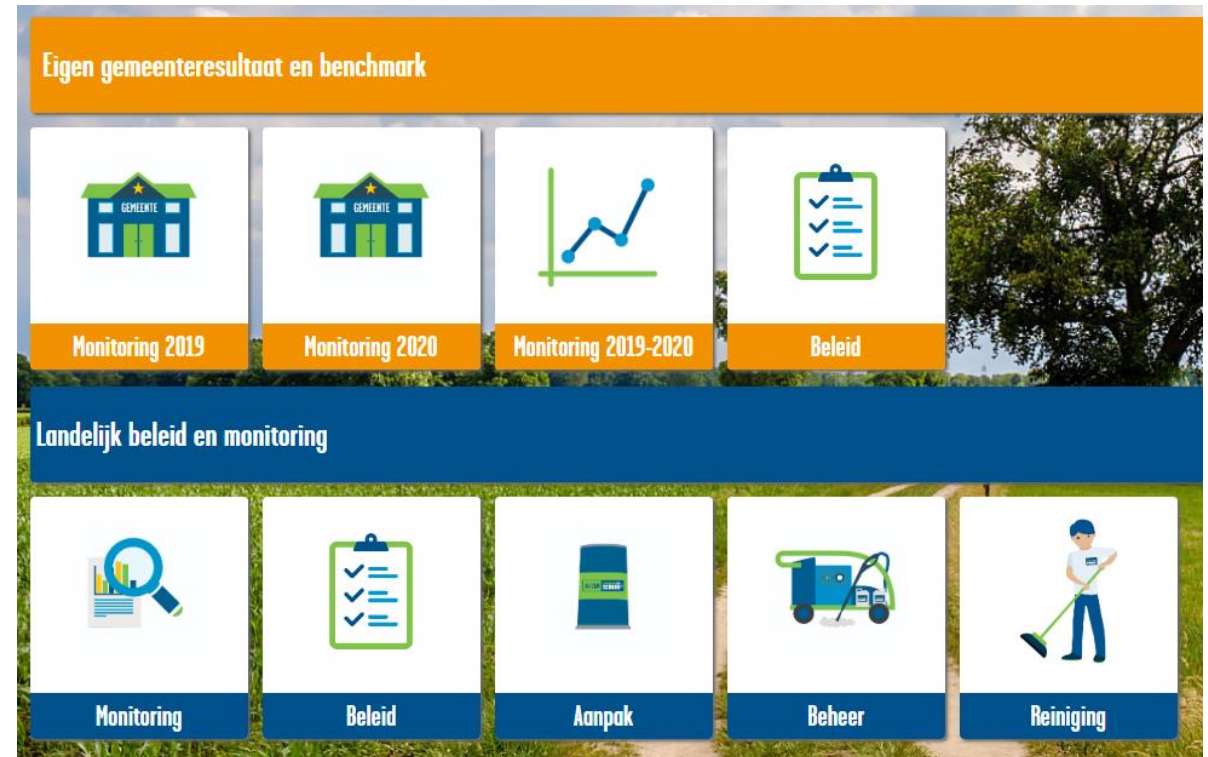 Eigen gemeenteresultaat en benchmark
GEMEENTE
GEMEENTE
Monitoring 2019
Monitoring 2020
Monitoring 2019-2020
Beleid
Landelijk beleid en monitoring
Monitoring
Beleid
Aanpak
Beheer
Reiniging